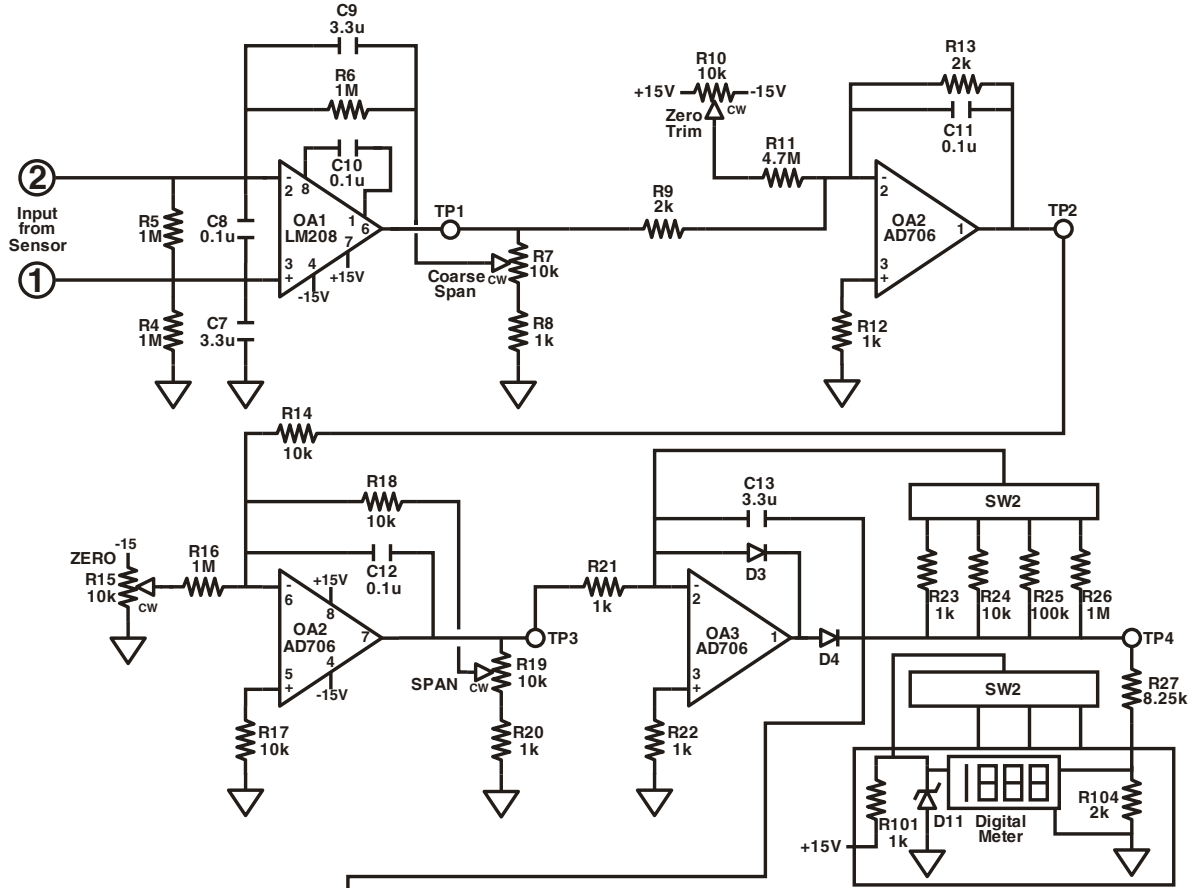 C9
3.3u
R6
1M
C10
0.1u
2
Input
from
Sensor
1
R5
1M
R4
1M
C8
0.1u
C7
3.3u
-
2
8
OA1
LM208
1
6
7
3
+
4
+15V
-15V
TP1
Coarse
Span
CW
R7
10k
R8
1k
R9
2k
R10
10k
+15V
-15V
Zero
Trim
CW
R11
4.7M
R13
2k
C11
0.1u
-
2
OA2
AD706
1
3
+
R12
1k
TP2
R14
10k
R18
10k
C12
0.1u
-15
ZERO
R15
10k
CW
R16
1M
-
6
+15V
8
OA2
AD706
7
5
+
4
-15V
R17
10k
SPAN
CW
R19
10k
R20
1k
TP3
R21
1k
C13
3.3u
D3
-
2
OA3
AD706
1
3
+
R22
1k
D4
SW2
R23
1k
R24
10k
R25
100k
R26
1M
TP4
SW2
R27
8.25k
R101
1k
+15V
D11
1888
Digital
Meter
R104
2k